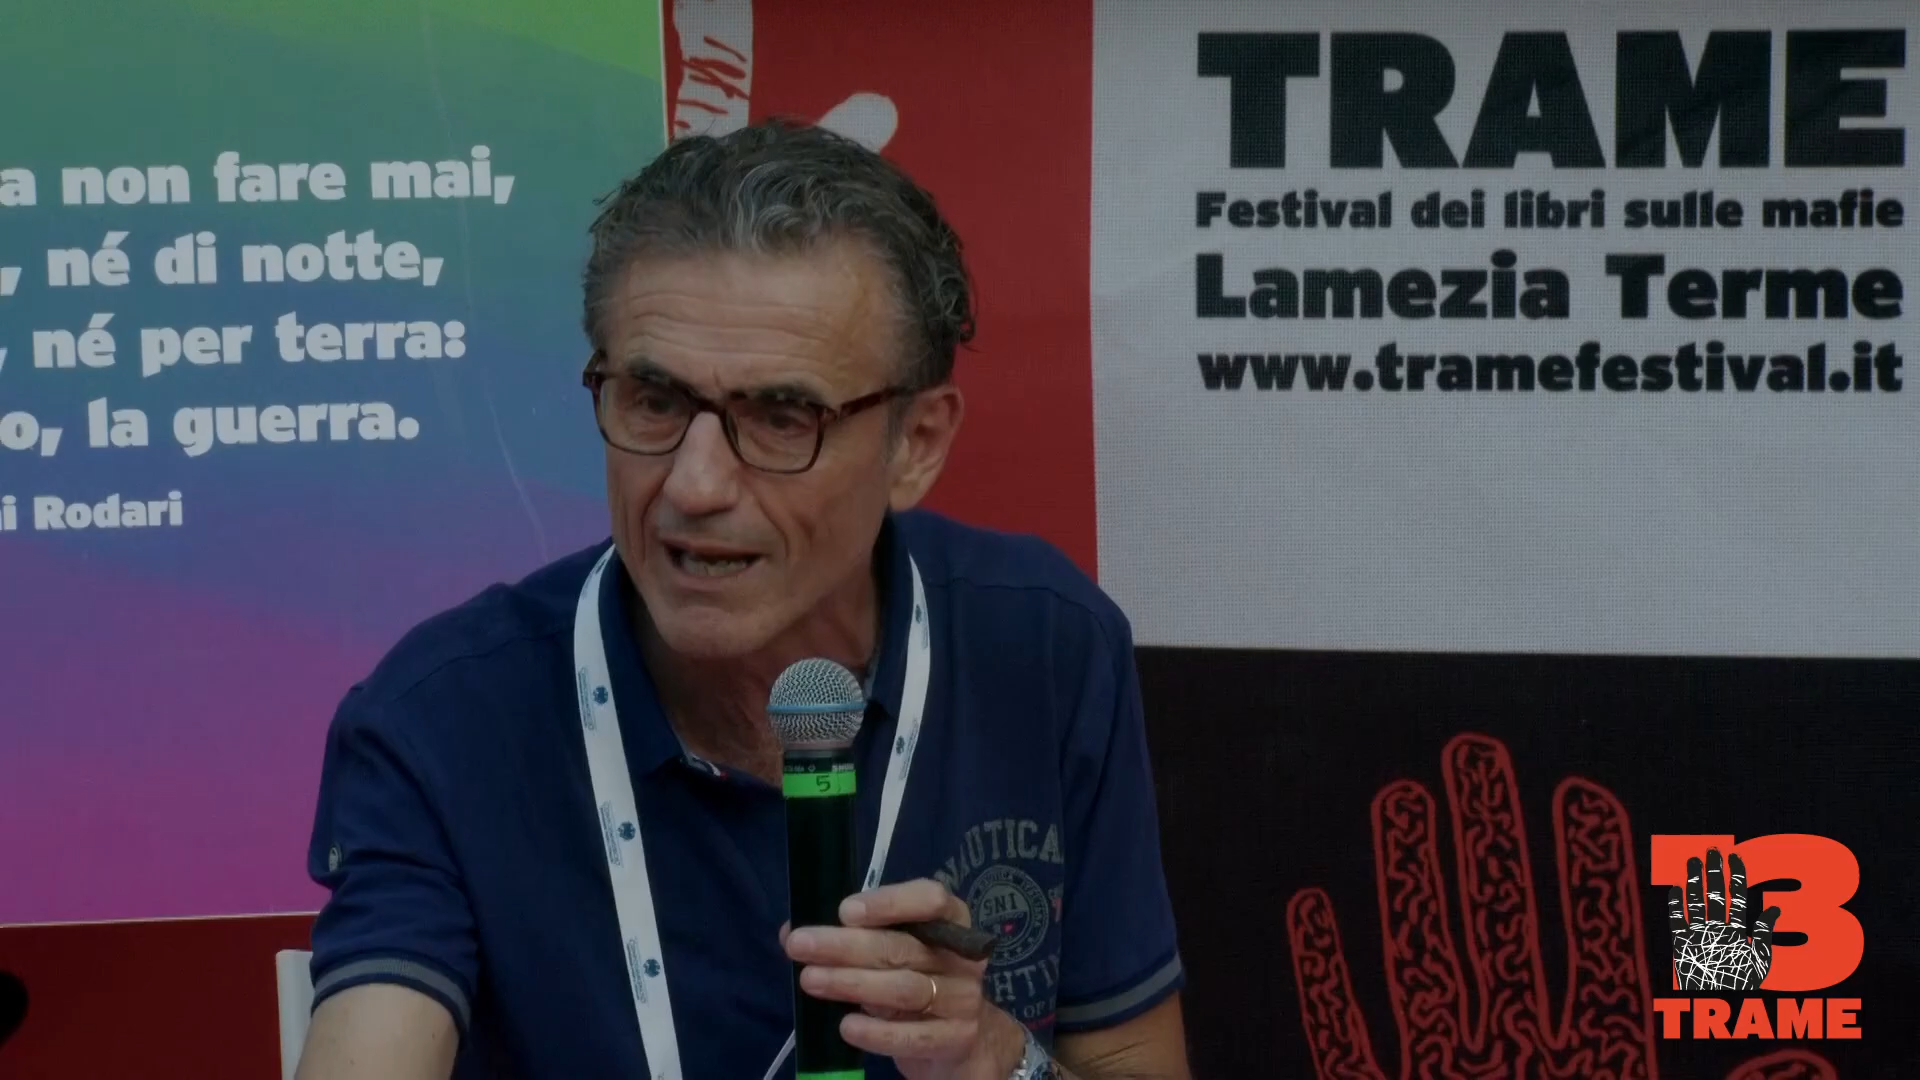 a non fare mai,
, né di notte,
, né per terra:
o, la guerra.
i Rodari
TRAME
Festival dei libri sulle mafie
Lamezia Terme
www.tramefestival.it
5
NAUTICA
SNI
13
TRAME